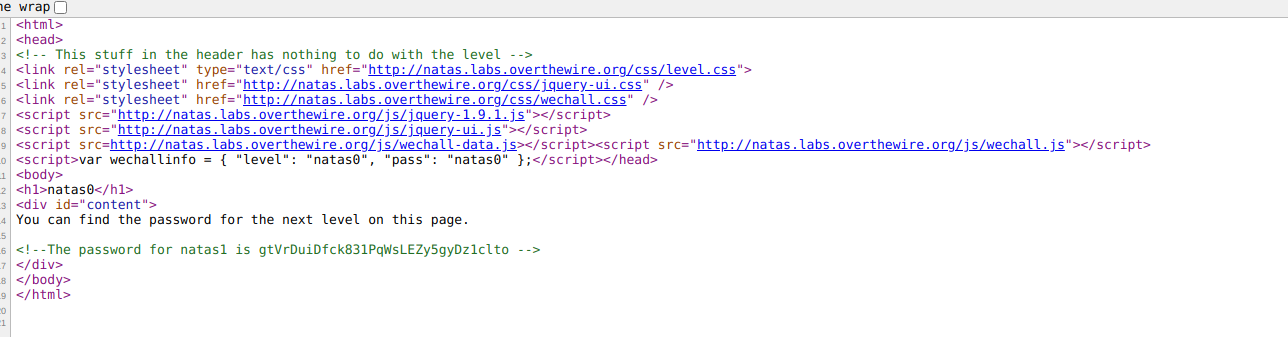 ne wrap
1 <html>
2 <head>
3 <!-- This stuff in the header has nothing to do with the level -->
4 <link rel="stylesheet" type="text/css" href="http://natas.labs.overthewire.org/css/level.css">
5 <link rel="stylesheet" href="http://natas.labs.overthewire.org/css/jquery-ui.css" />
6 <link rel="stylesheet" href="http://natas.labs.overthewire.org/css/wechall.css" />
7 <script src="http://natas.labs.overthewire.org/js/jquery-1.9.1.js"></script>
8 <script src="http://natas.labs.overthewire.org/js/jquery-ui.js"></script>
9 <script src=http://natas.labs.overthewire.org/js/wechall-data.js></script><script src="http://natas.labs.overthewire.org/js/wechall.js"></script>
0 <script>var wechallinfo = { "level": "natas0", "pass": "natas0" };</script></head>
1 <body>
2 <h1>natas0</h1>
3 <div id="content">
4 You can find the password for the next level on this page.
5
6 <!--The password for natas1 is gtVrDuiDfck831PqWsLEZy5gyDz1clto -->
7 </div>
8 </body>
9 </html>
20
21